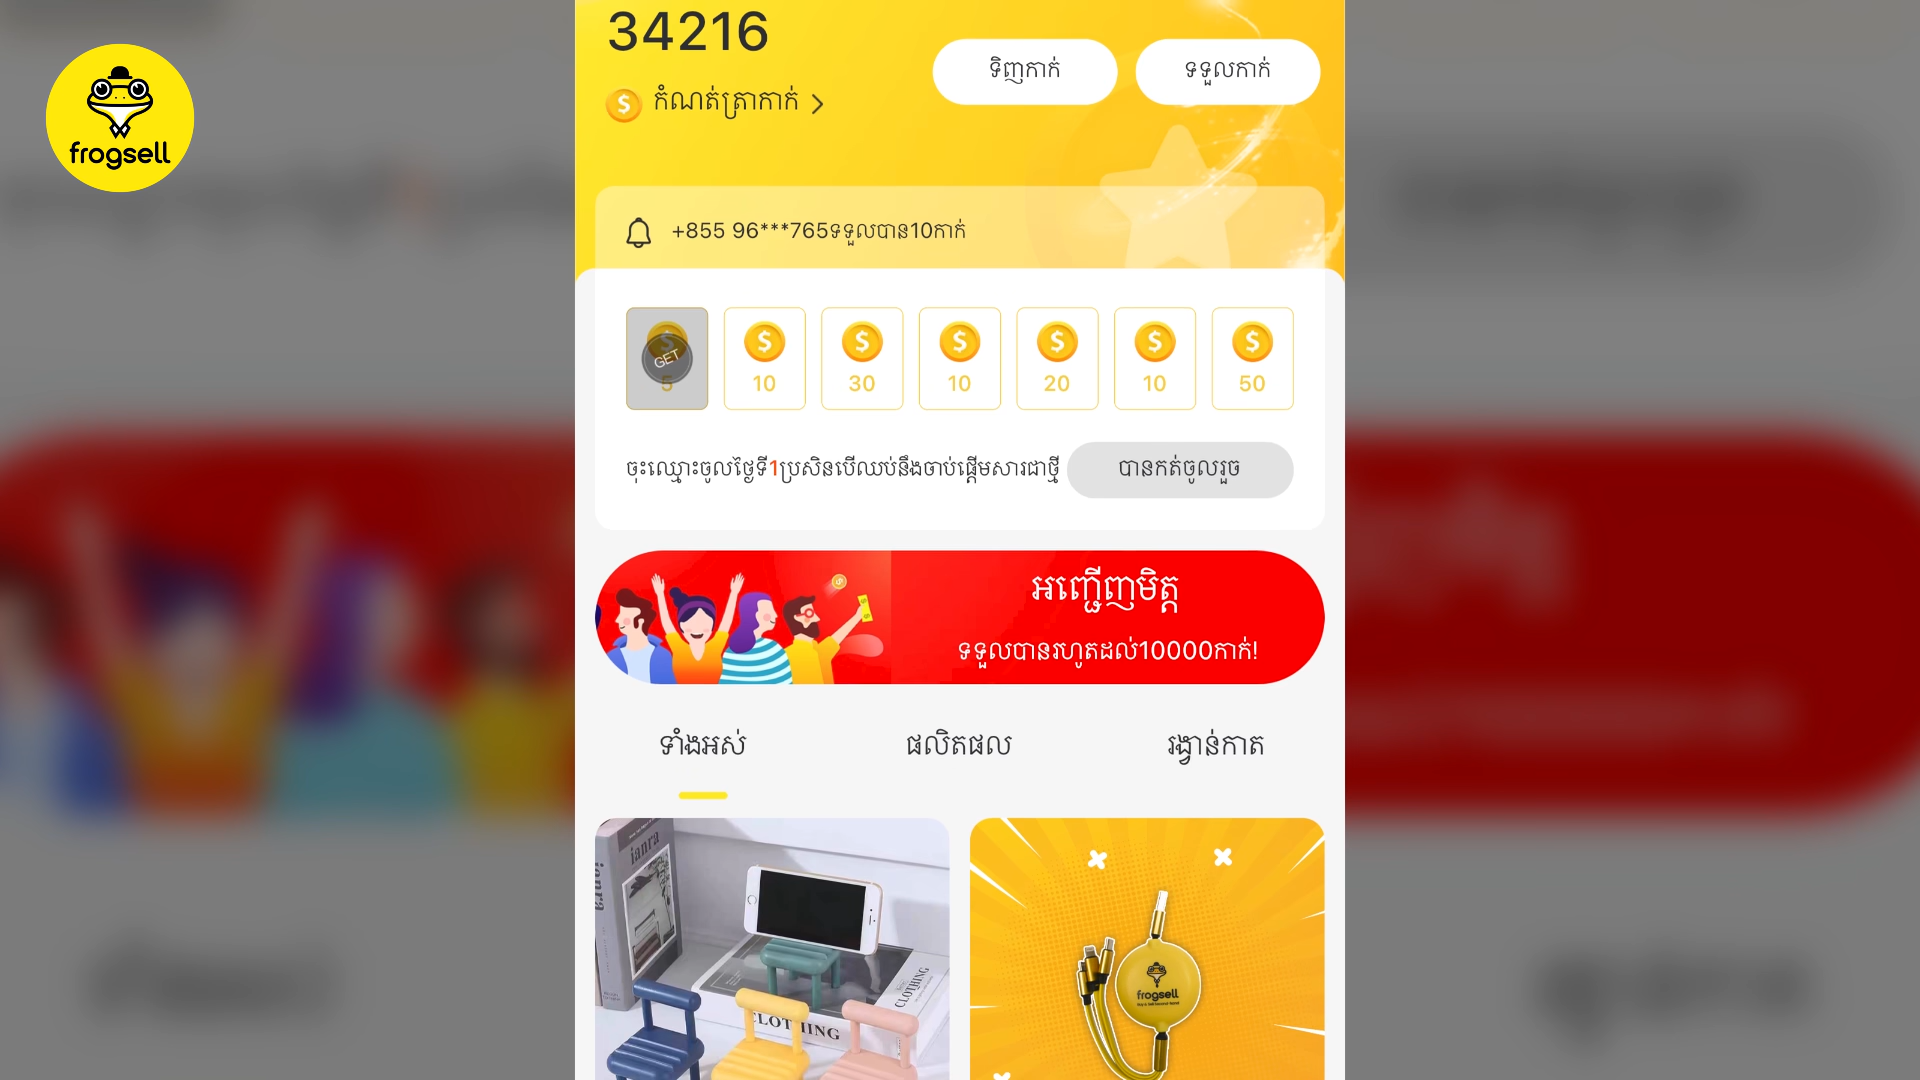 frogsell
34216
ទិញកាក់
ទទួលកាក់
កំណត់ត្រាកាក់
+855 96***765ទទួលបាន10កាក់
GET
5
10
30
10
20
10
50
ចុះឈ្មោះចូលថ្ងៃទី1ប្រសិនបើឈប់នឹងចាប់ផ្តើមសារជាថ្មី
បានកត់ចូលរួច
អញ្ជើញមិត្ត
ទទួលបានរហូតដល់10000កាក់!
ទាំងអស់
ផលិតផល
រង្វាន់កាត
CLOTHING
CLOTHING
frogsell